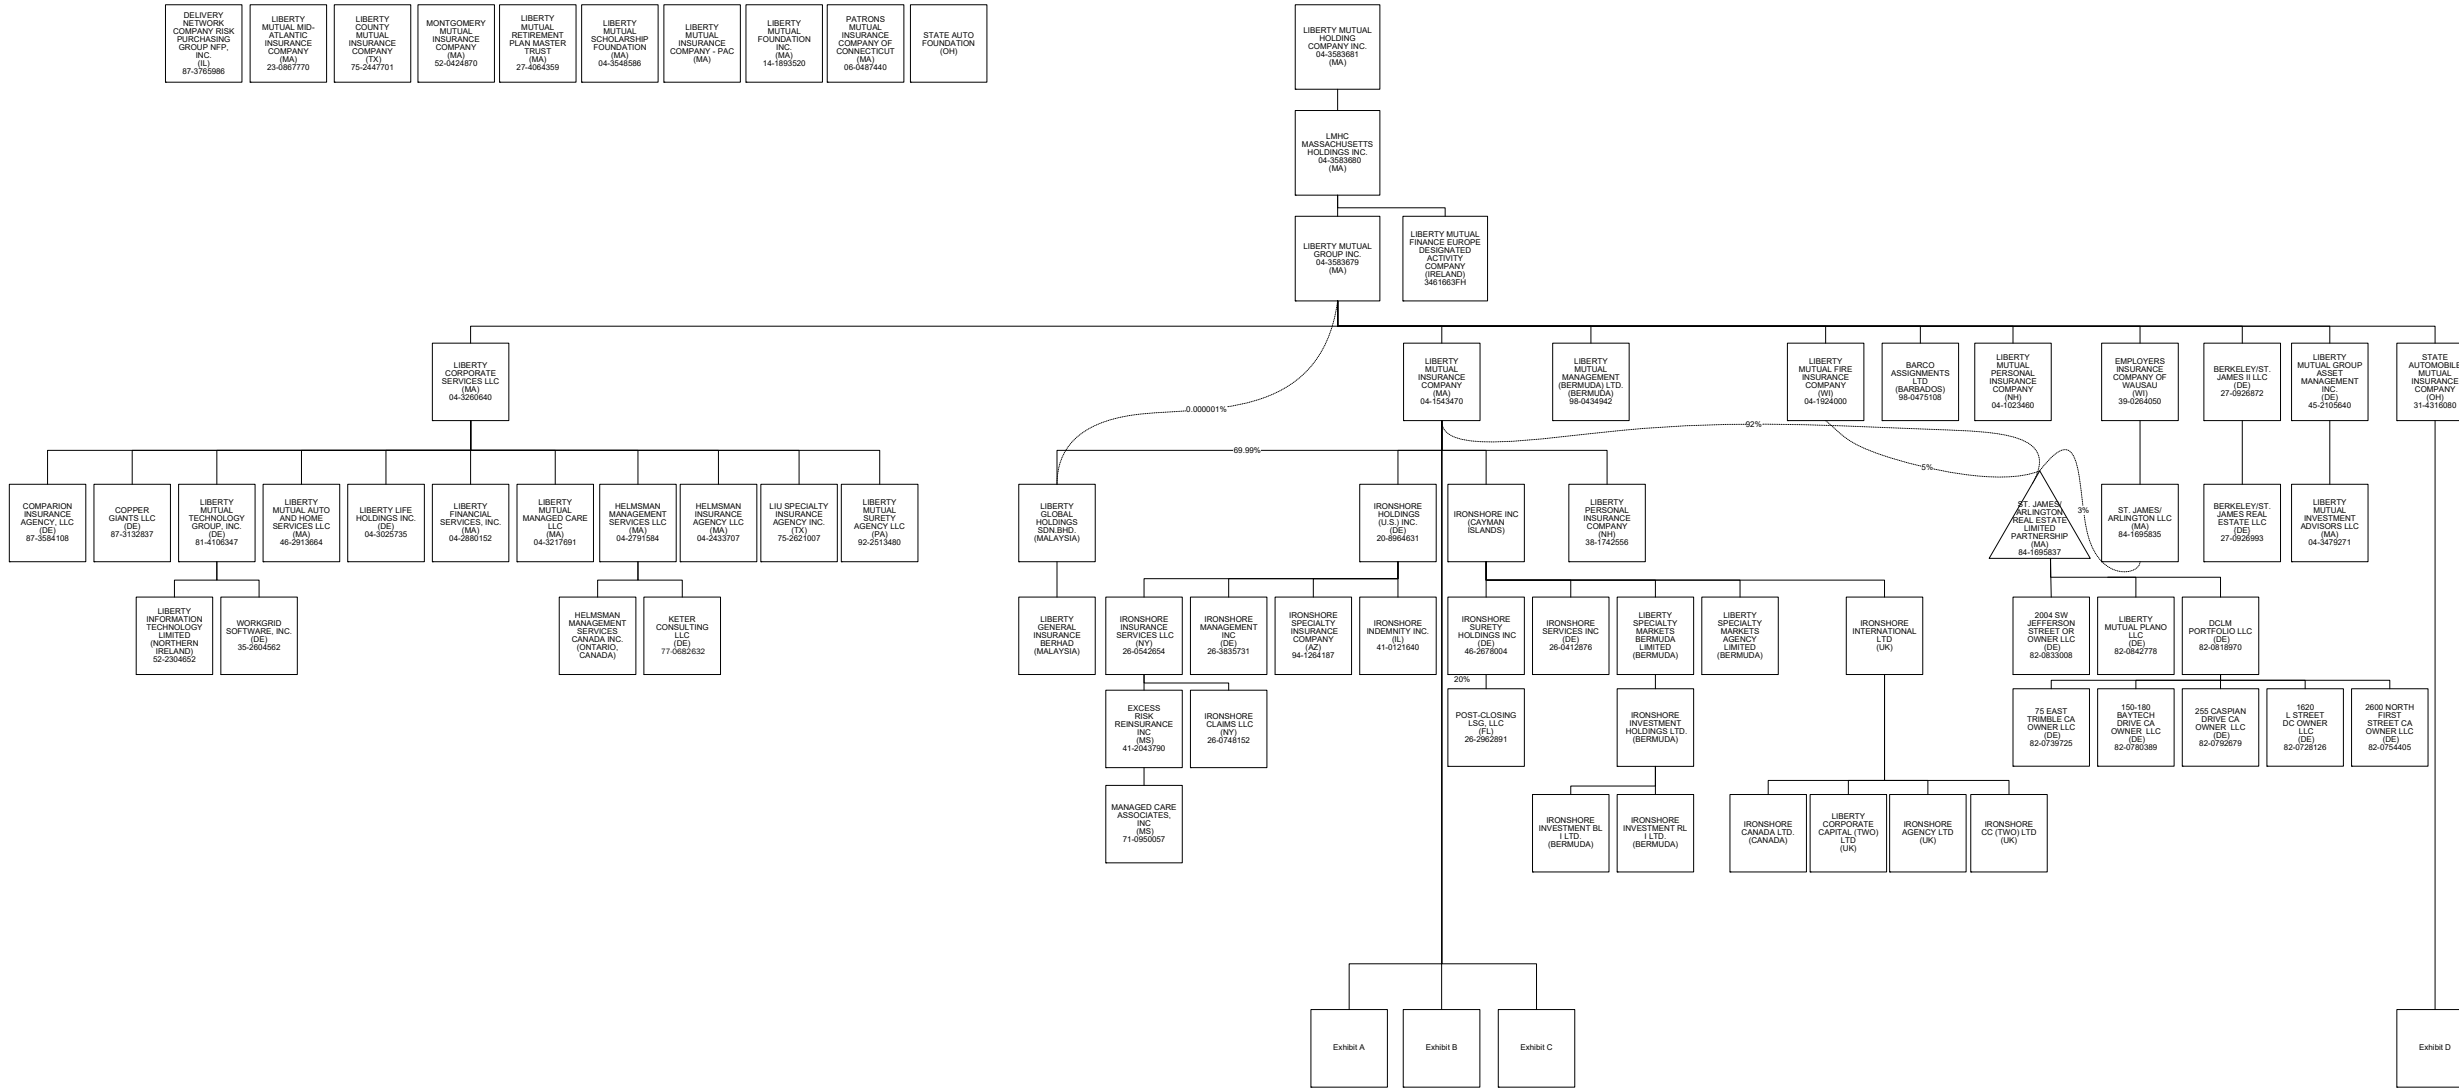 DELIVERY
NETWORK
COMPANY RISK
PURCHASING
GROUP NFP,
INC.
(IL)
87-3765986
LIBERTY
MUTUAL MID-
ATLANTIC
INSURANCE
COMPANY
(MA)
23-0867770
LIBERTY
COUNTY
MUTUAL
INSURANCE
COMPANY
(TX)
75-2447701
MONTGOMERY
MUTUAL
INSURANCE
COMPANY
(MA)
52-0424870
LIBERTY
MUTUAL
RETIREMENT
PLAN MASTER
TRUST
(MA)
27-4064359
LIBERTY
MUTUAL
SCHOLARSHIP
FOUNDATION
(MA)
04-3548586
LIBERTY
MUTUAL
INSURANCE
COMPANY - PAC
(MA)
LIBERTY
MUTUAL
FOUNDATION
INC.
(MA)
14-1893520
PATRONS
MUTUAL
INSURANCE
COMPANY OF
CONNECTICUT
(MA)
06-0487440
STATE AUTO
FOUNDATION
(OH)
LIBERTY MUTUAL
HOLDING
COMPANY INC.
04-3583681
(MA)
LMHC
MASSACHUSETTS
HOLDINGS INC.
04-3583680
(MA)
LIBERTY MUTUAL
GROUP INC.
04-3583679
(MA)
LIBERTY MUTUAL
FINANCE EUROPE
DESIGNATED
ACTIVITY
COMPANY
(IRELAND)
3461663FH
LIBERTY
CORPORATE
SERVICES LLC
(MA)
04-3260640
LIBERTY
MUTUAL
INSURANCE
COMPANY
(MA)
04-1543470
LIBERTY
MUTUAL
MANAGEMENT
(BERMUDA) LTD.
(BERMUDA)
98-0434942
LIBERTY
MUTUAL FIRE
INSURANCE
COMPANY
(WI)
04-1924000
BARCO
ASSIGNMENTS
LTD
(BARBADOS)
98-0475108
LIBERTY
MUTUAL
PERSONAL
INSURANCE
COMPANY
(NH)
04-1023460
EMPLOYERS
INSURANCE
COMPANY OF
WAUSAU
(WI)
39-0264050
BERKELEY/ST.
JAMES II LLC
(DE)
27-0926872
LIBERTY
MUTUAL GROUP
ASSET
MANAGEMENT
INC.
(DE)
45-2105640
STATE
AUTOMOBILE
MUTUAL
INSURANCE
COMPANY
(OH)
31-4316080
0.000001%
92%
69.99%
5%
3%
COMPARION
INSURANCE
AGENCY, LLC
(DE)
87-3584108
COPPER
GIANTS LLC
(DE)
87-3132837
LIBERTY
MUTUAL
TECHNOLOGY
GROUP, INC.
(DE)
81-4106347
LIBERTY
MUTUAL AUTO
AND HOME
SERVICES LLC
(MA)
46-2913664
LIBERTY LIFE
HOLDINGS INC.
(DE)
04-3025735
LIBERTY
FINANCIAL
SERVICES, INC.
(MA)
04-2880152
LIBERTY
MUTUAL
MANAGED CARE
LLC
(MA)
04-3217691
HELMSMAN
MANAGEMENT
SERVICES LLC
(MA)
04-2791584
HELMSMAN
INSURANCE
AGENCY LLC
(MA)
04-2433707
LIU SPECIALTY
INSURANCE
AGENCY INC.
(TX)
75-2621007
LIBERTY
MUTUAL
SURETY
AGENCY LLC
(PA)
92-2513480
LIBERTY
GLOBAL
HOLDINGS
SDN.BHD.
(MALAYSIA)
IRONSHORE
HOLDINGS
(U.S.) INC.
(DE)
20-8964631
IRONSHORE INC
(CAYMAN
ISLANDS)
LIBERTY
PERSONAL
INSURANCE
COMPANY
(NH)
38-1742556
ST. JAMES/
ARLINGTON
REAL ESTATE
LIMITED
PARTNERSHIP
(MA)
84-1695837
ST. JAMES/
ARLINGTON LLC
(MA)
84-1695835
BERKELEY/ST.
JAMES REAL
ESTATE LLC
(DE)
27-0926993
LIBERTY
MUTUAL
INVESTMENT
ADVISORS LLC
(MA)
04-3479271
LIBERTY
INFORMATION
TECHNOLOGY
LIMITED
(NORTHERN
IRELAND)
52-2304652
WORKGRID
SOFTWARE, INC.
(DE)
35-2604562
HELMSMAN
MANAGEMENT
SERVICES
CANADA INC.
(ONTARIO,
CANADA)
KETER
CONSULTING
LLC
(DE)
77-0682632
LIBERTY
GENERAL
INSURANCE
BERHAD
(MALAYSIA)
IRONSHORE
INSURANCE
SERVICES LLC
(NY)
26-0542654
IRONSHORE
MANAGEMENT
INC
(DE)
26-3835731
IRONSHORE
SPECIALTY
INSURANCE
COMPANY
(AZ)
94-1264187
IRONSHORE
INDEMNITY INC.
(IL)
41-0121640
IRONSHORE
SURETY
HOLDINGS INC
(DE)
46-2678004
IRONSHORE
SERVICES INC
(DE)
26-0412876
LIBERTY
SPECIALTY
MARKETS
BERMUDA
LIMITED
(BERMUDA)
LIBERTY
SPECIALTY
MARKETS
AGENCY
LIMITED
(BERMUDA)
IRONSHORE
INTERNATIONAL
LTD
(UK)
2004 SW
JEFFERSON
STREET OR
OWNER LLC
(DE)
82-0833008
LIBERTY
MUTUAL PLANO
LLC
(DE)
82-0842778
DCLM
PORTFOLIO LLC
(DE)
82-0818970
20%
EXCESS
RISK
REINSURANCE
INC
(MS)
41-2043790
IRONSHORE
CLAIMS LLC
(NY)
26-0748152
POST-CLOSING
LSG, LLC
(FL)
26-2962891
IRONSHORE
INVESTMENT
HOLDINGS LTD.
(BERMUDA)
75 EAST
TRIMBLE CA
OWNER LLC
(DE)
82-0739725
150-180
BAYTECH
DRIVE CA
OWNER LLC
(DE)
82-0780389
255 CASPIAN
DRIVE CA
OWNER LLC
(DE)
82-0792679
1620
L STREET
DC OWNER
LLC
(DE)
82-0728126
2600 NORTH
FIRST
STREET CA
OWNER LLC
(DE)
82-0754405
MANAGED CARE
ASSOCIATES,
INC
(MS)
71-0950057
IRONSHORE
INVESTMENT BL
I LTD.
(BERMUDA)
IRONSHORE
INVESTMENT RL
I LTD.
(BERMUDA)
IRONSHORE
CANADA LTD.
(CANADA)
LIBERTY
CORPORATE
CAPITAL (TWO)
LTD
(UK)
IRONSHORE
AGENCY LTD
(UK)
IRONSHORE
CC (TWO) LTD
(UK)
Exhibit A
Exhibit B
Exhibit C
Exhibit D